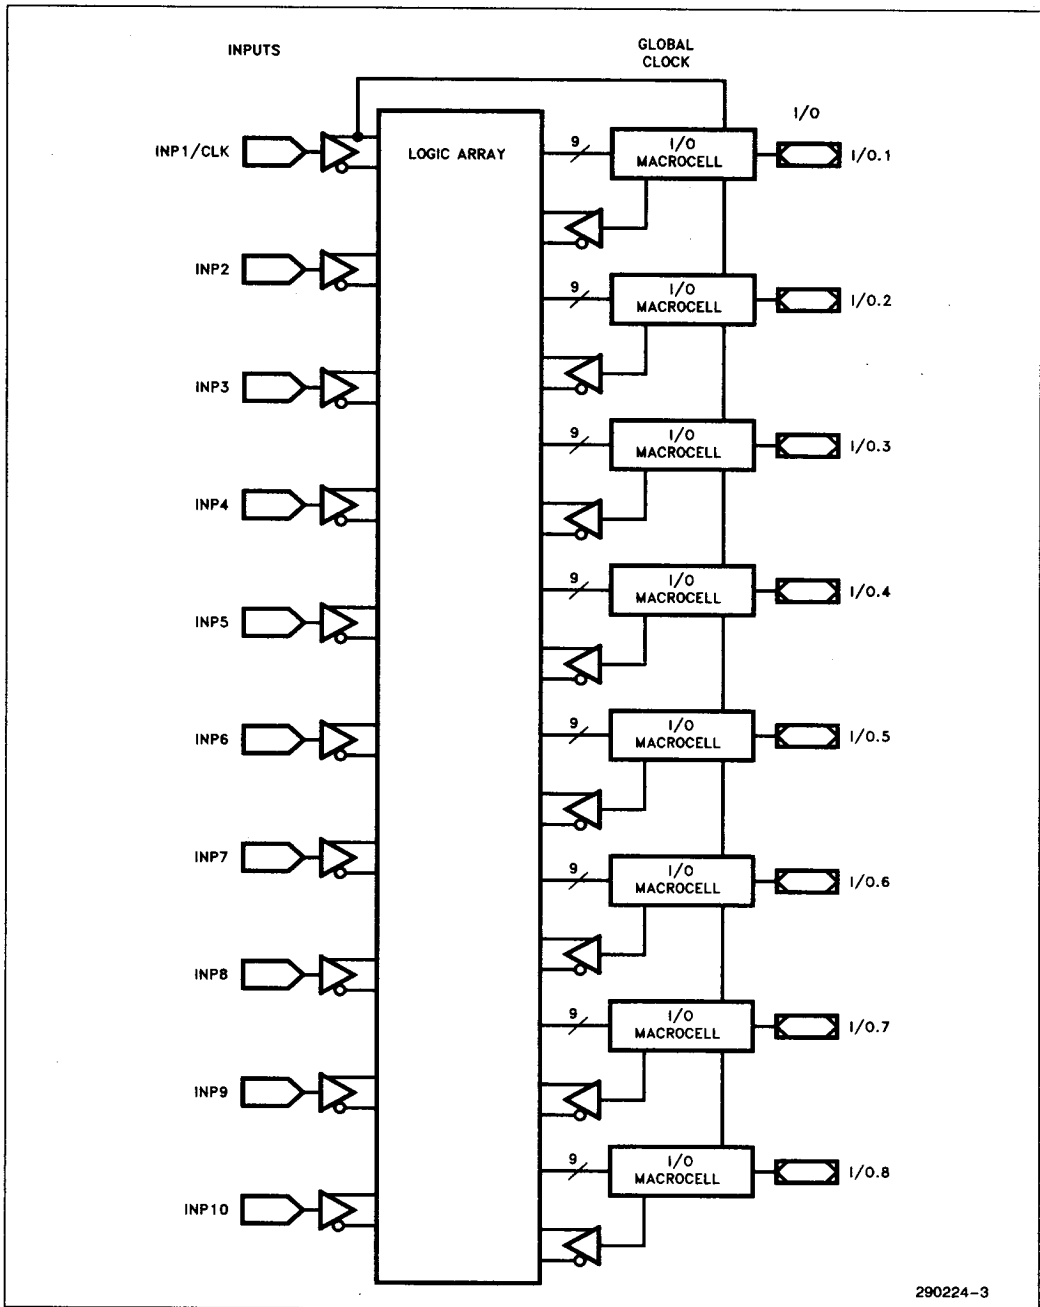 INPUTS
GLOBAL
CLOCK
I/O
INP1/CLK
LOGIC ARRAY
9
I/O
MACROCELL
I/O.1
INP2
9
I/O
MACROCELL
I/O.2
INP3
9
I/O
MACROCELL
I/O.3
INP4
9
I/O
MACROCELL
I/O.4
INP5
9
I/O
MACROCELL
I/O.5
INP6
INP7
9
I/O
MACROCELL
I/O.6
INP8
9
I/O
MACROCELL
I/O.7
INP9
9
I/O
MACROCELL
I/O.8
INP10
290224-3